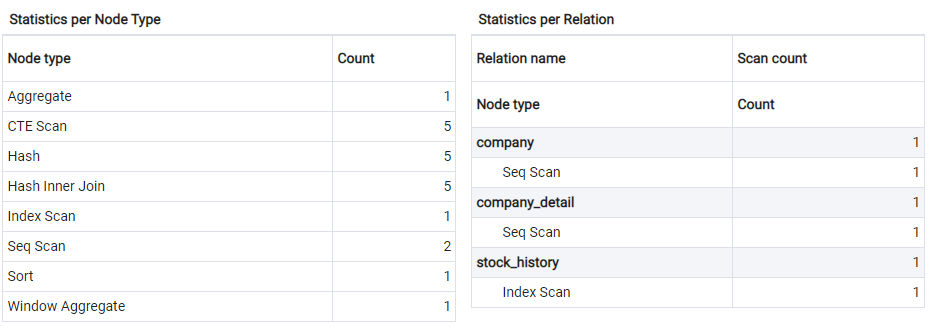 Statistics per Node Type
Node type Count
Aggregate 1
CTE Scan 5
Hash 5
Hash Inner Join 5
Index Scan 1
Seq Scan 2
Sort 1
Window Aggregate 1
Statistics per Relation
Relation name Scan count
Node type Count
company 1
Seq Scan 1
company_detail 1
Seq Scan 1
stock_history 1
Index Scan 1